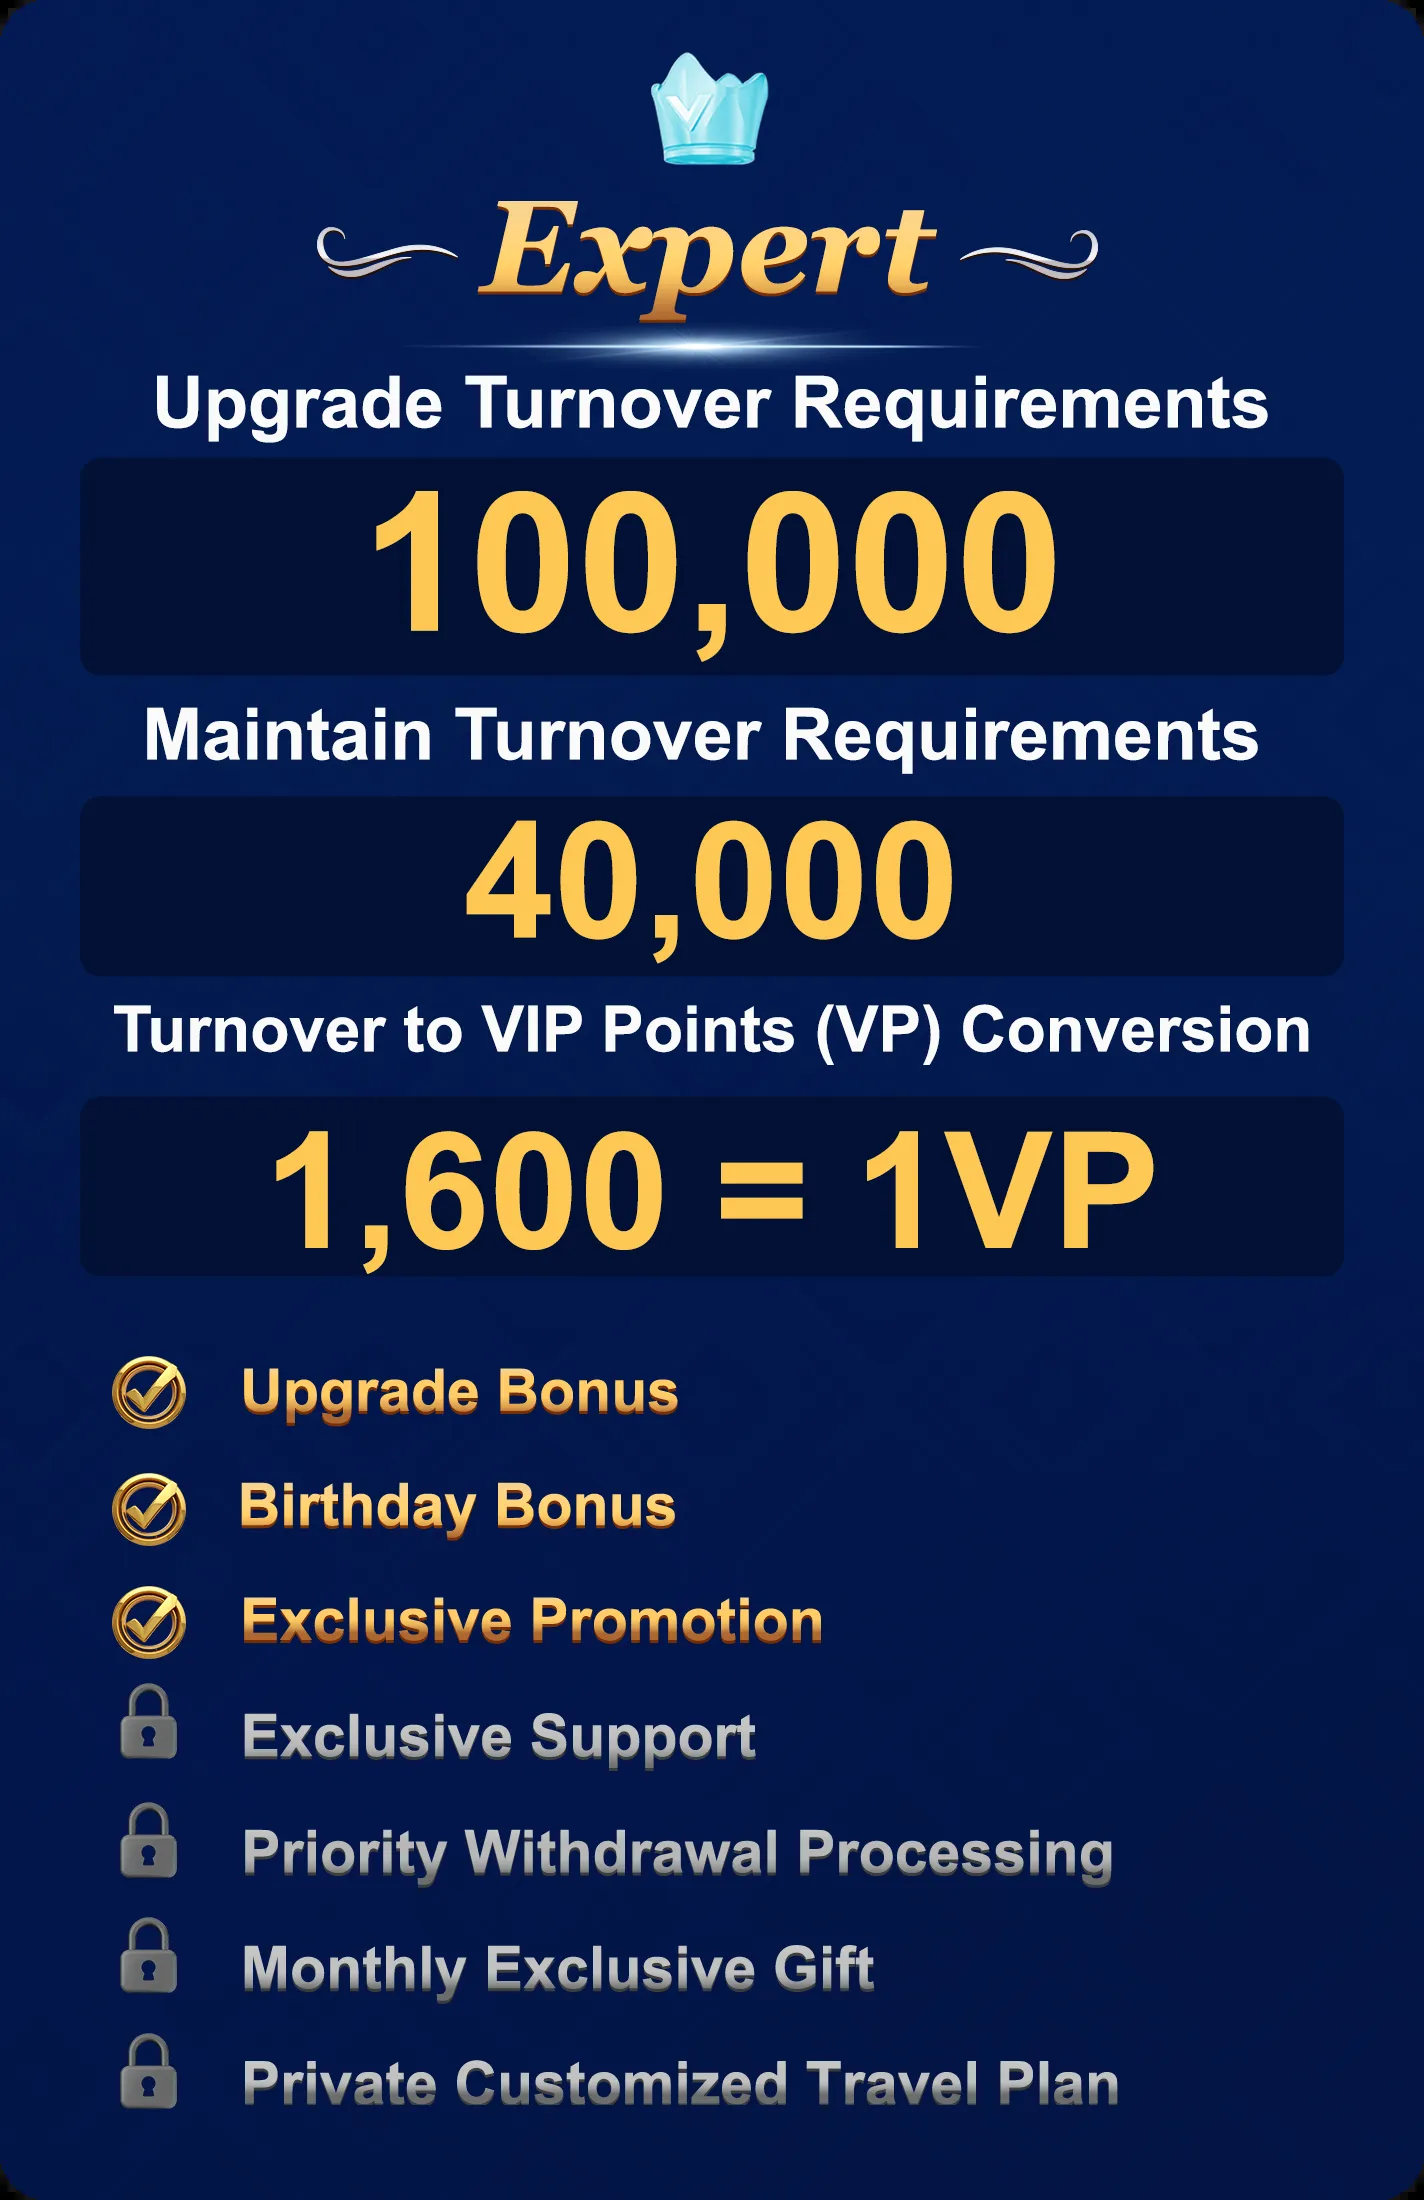 Expert
Upgrade Turnover Requirements
100,000
Maintain Turnover Requirements
40,000
Turnover to VIP Points (VP) Conversion
1,600 = 1VP
Upgrade Bonus
Birthday Bonus
Exclusive Promotion
Exclusive Support
Priority Withdrawal Processing
Monthly Exclusive Gift
Private Customized Travel Plan